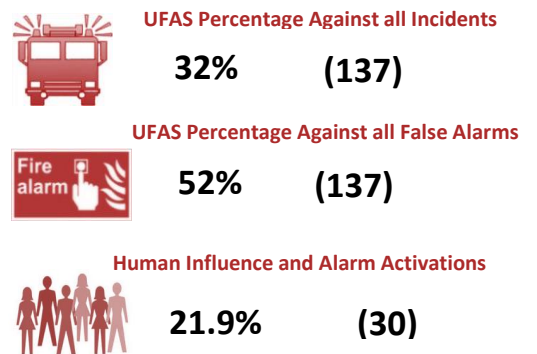 UFAS Percentage Against all Incidents
32% (137)
UFAS Percentage Against all False Alarms
Fire
alarm
52% (137)
Human Influence and Alarm Activations
21.9% (30)